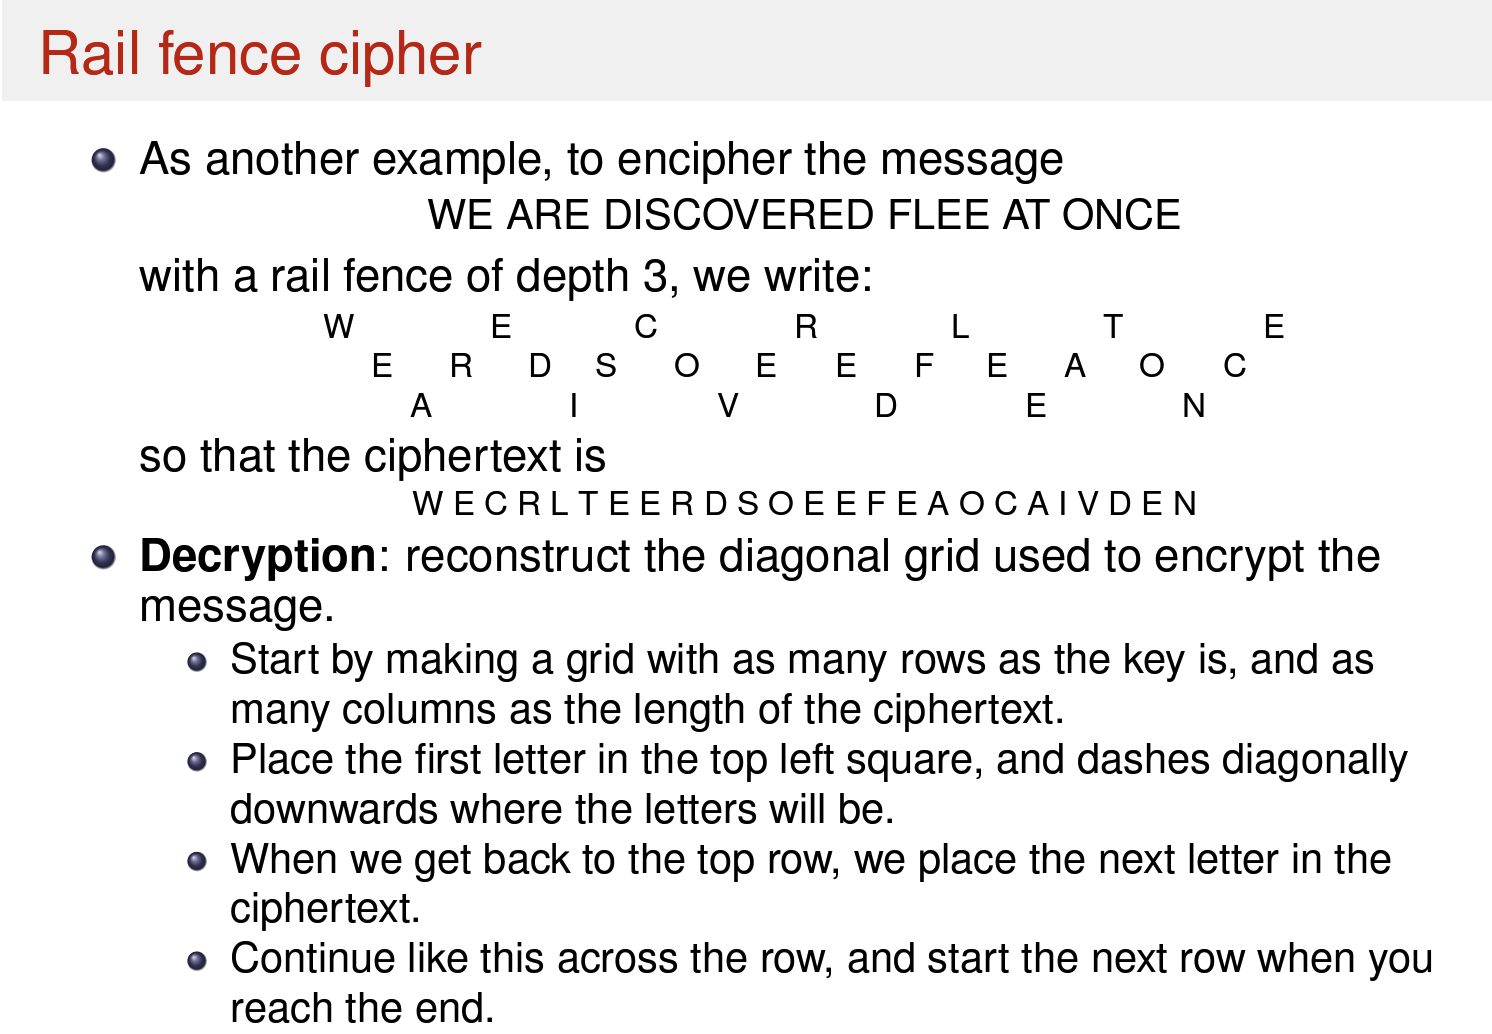 Rail fence cipher
As another example, to encipher the message
WE ARE DISCOVERED FLEE AT ONCE
with a rail fence of depth 3, we write:
W E C R L T E
E R D S O E E F E A O C
A I V D E N
so that the ciphertext is
W E C R L T E E R D S O E E F E A O C A I V D E N
Decryption: reconstruct the diagonal grid used to encrypt the
message.
Start by making a grid with as many rows as the key is, and as
many columns as the length of the ciphertext.
Place the first letter in the top left square, and dashes diagonally
downwards where the letters will be.
When we get back to the top row, we place the next letter in the
ciphertext.
Continue like this across the row, and start the next row when you
reach the end.